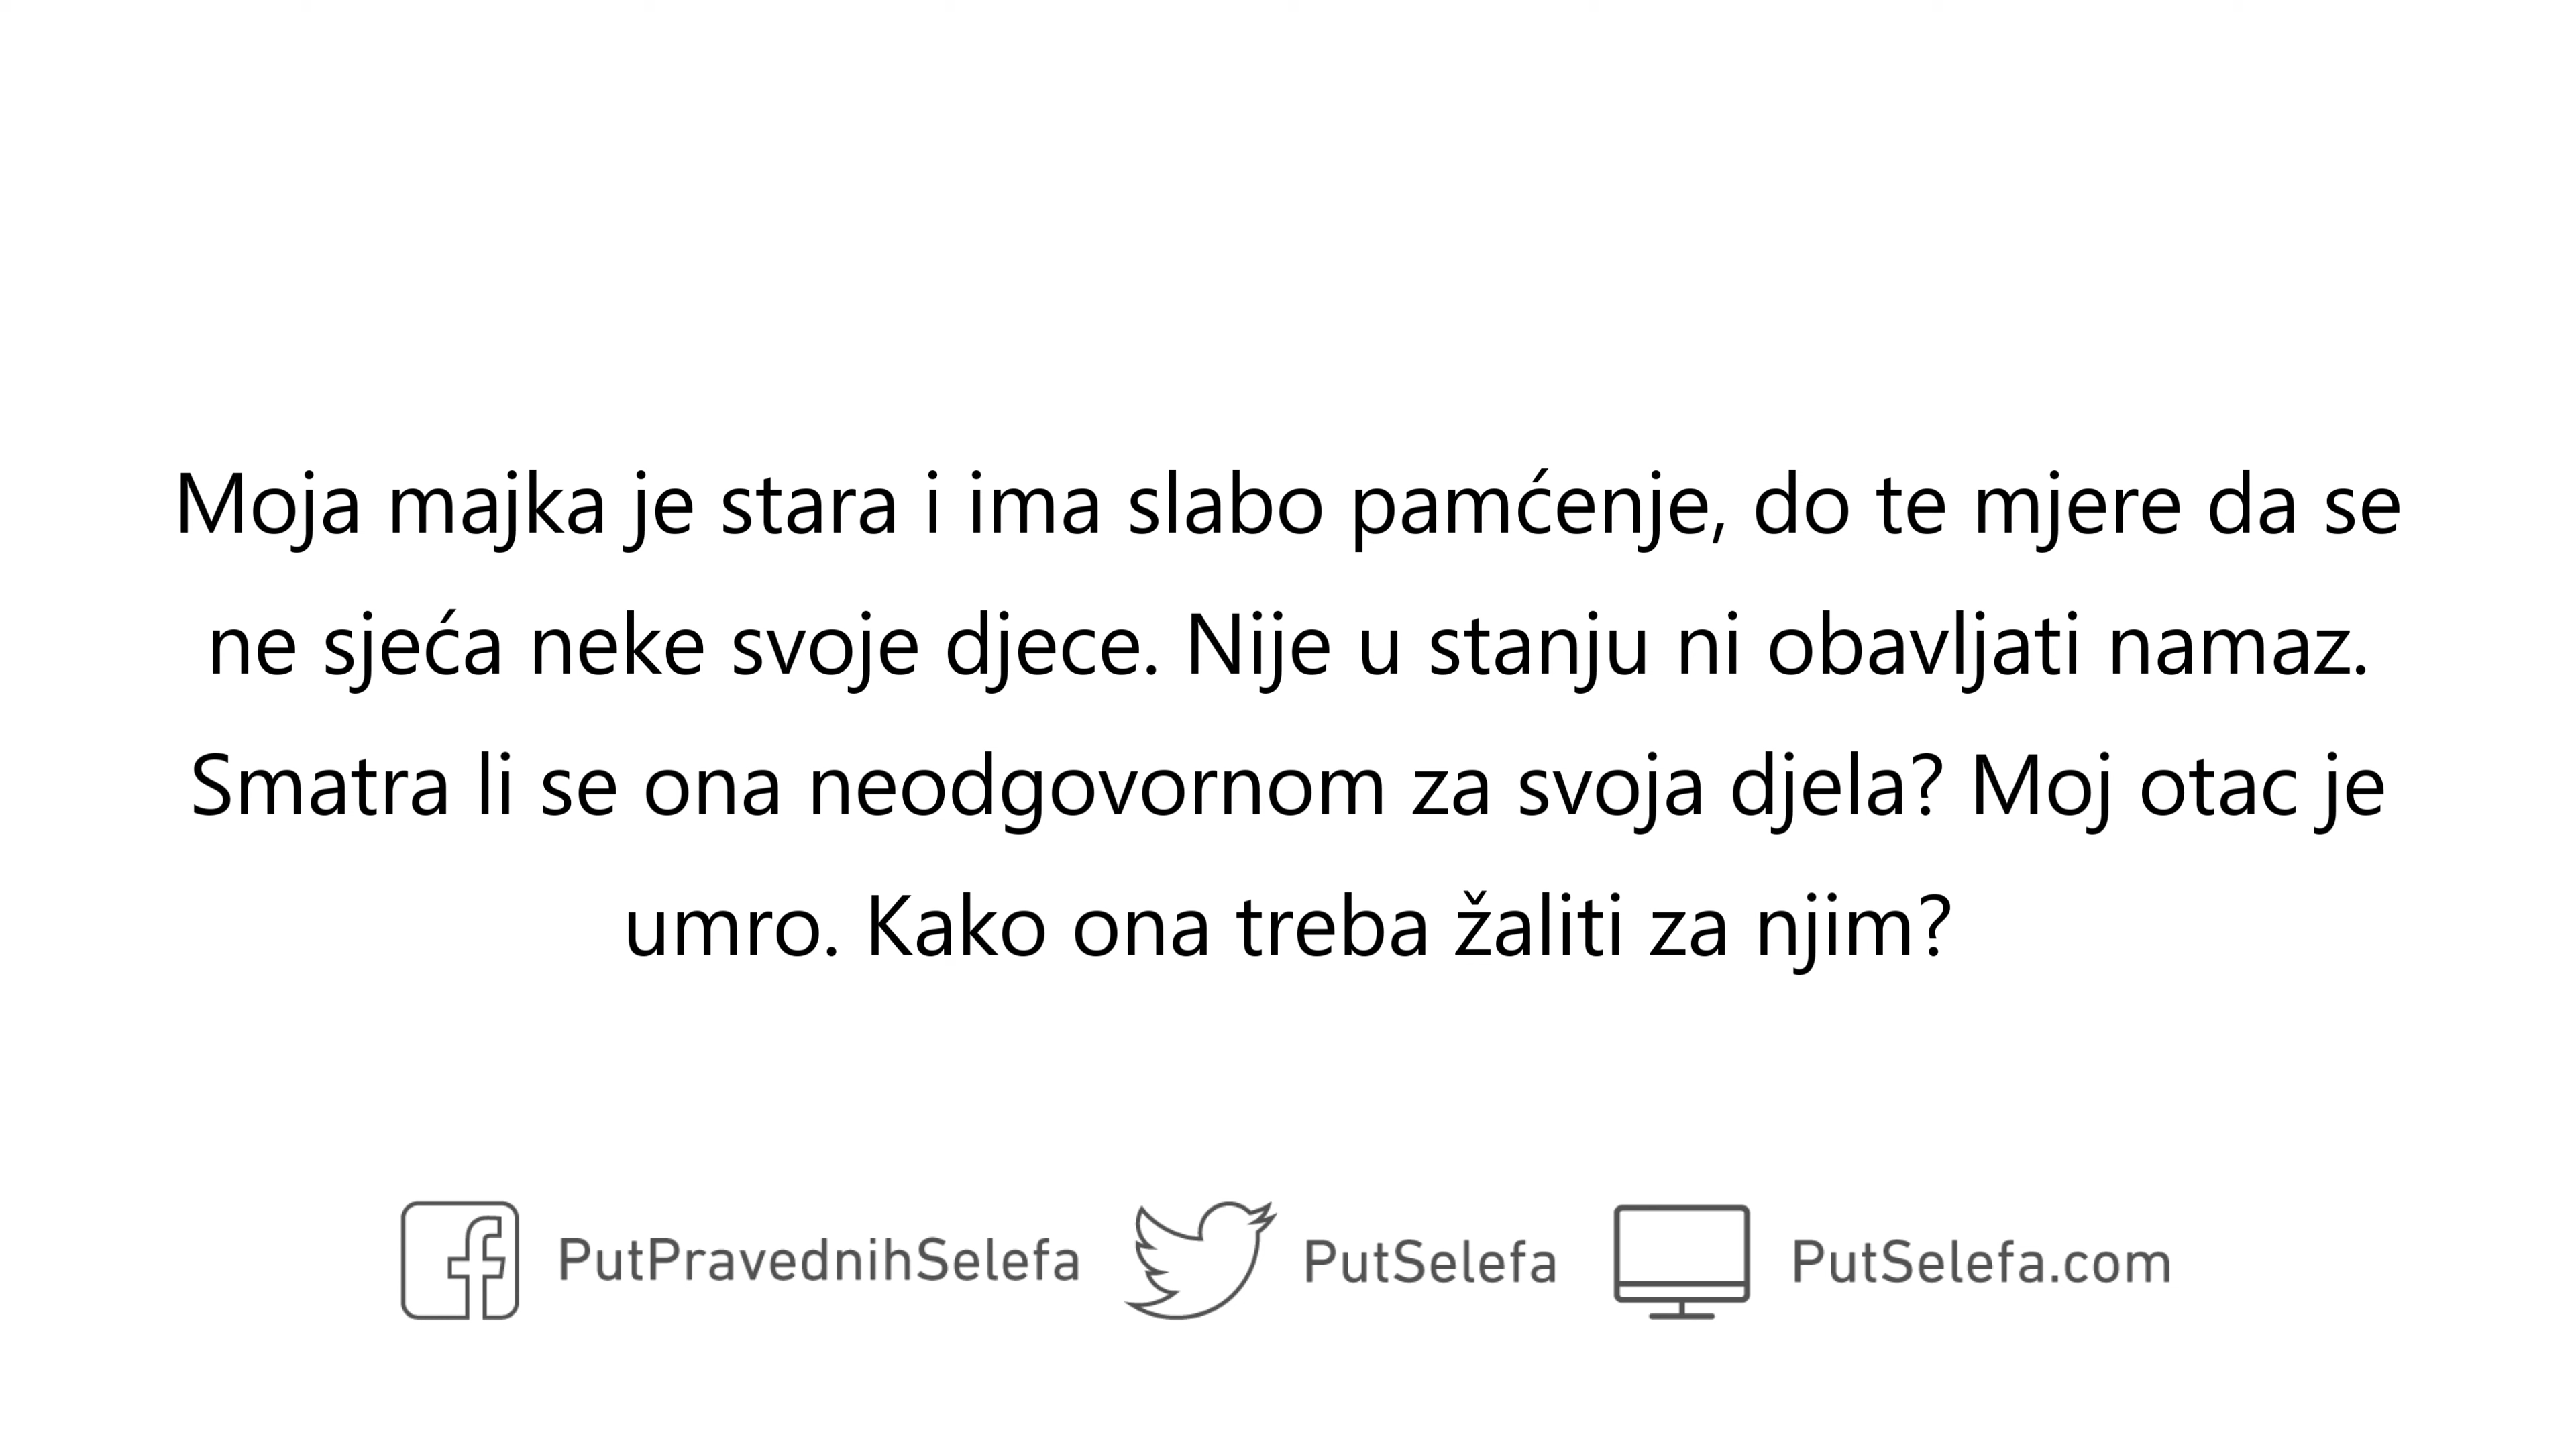 Moja majka je stara i ima slabo pamćenje, do te mjere da se
ne sjeća neke svoje djece. Nije u stanju ni obavljati namaz.
Smatra li se ona neodgovornom za svoja djela? Moj otac je
umro. Kako ona treba žaliti za njim?
PutPravednihSelefa PutSelefa PutSelefa.com